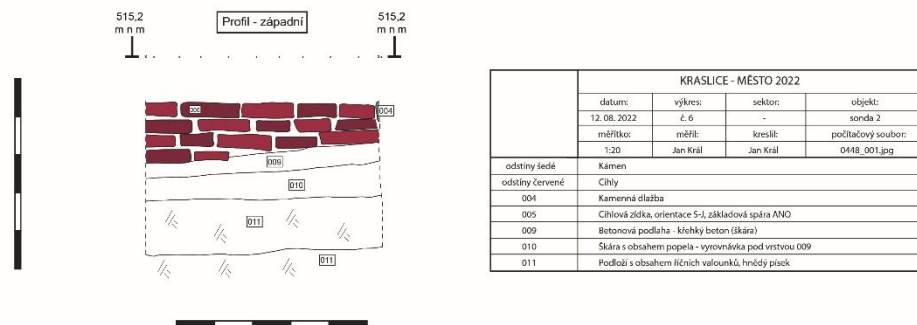 515,2
m n m
Profil - západní
515,2
m n m
004
009
010
011
011
KRASLICE - MĚSTO 2022
datum: výkres: sektor: objekt:
12. 08. 2022 č. 6 - sonda 2
měřítko: měřil: kreslil: počítačový soubor:
1:20 Jan Král Jan Král 0448_001.jpg
odstíny šedé Kámen
odstíny červené Cihly
004 Kamenná dlažba
005 Cihlová zídka, orientace S-J, základová spára ANO
009 Betonová podlaha - křehký beton (škára)
010 Škára s obsahem popela - vyrovnávka pod vrstvou 009
011 Podloží s obsahem říčních valounků, hnědý písek